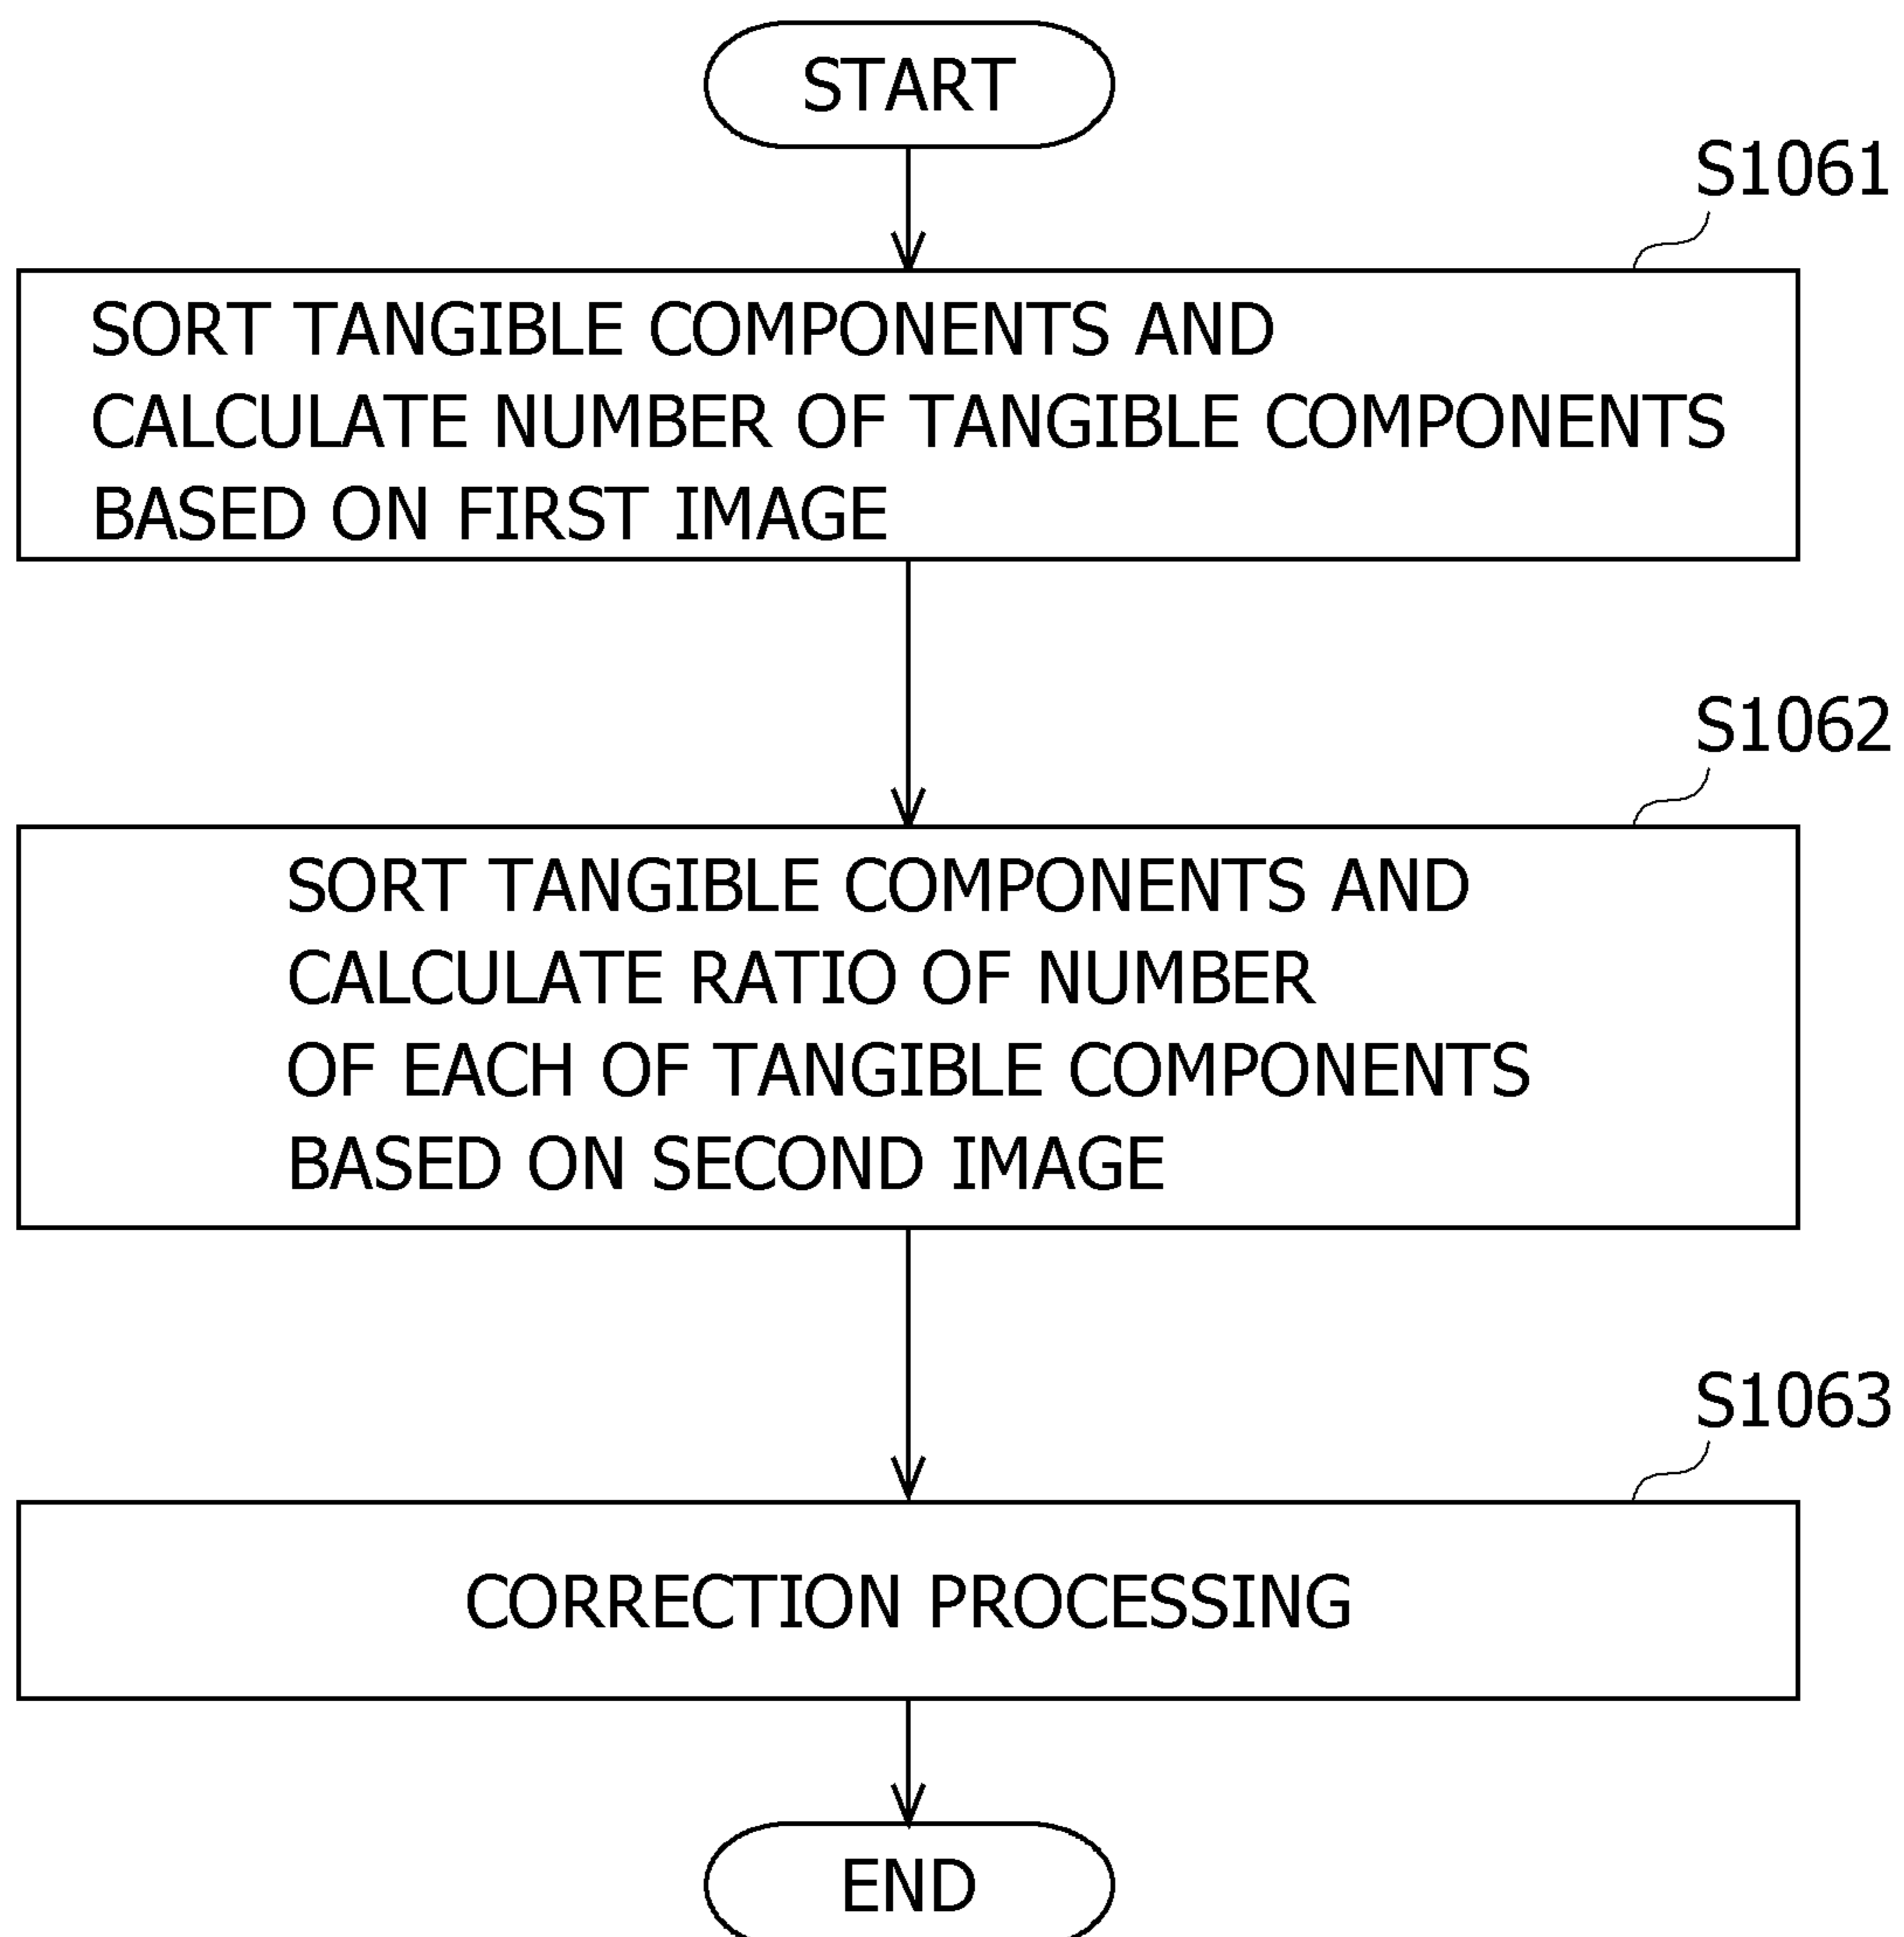 START
S1061
SORT TANGIBLE COMPONENTS AND
CALCULATE NUMBER OF TANGIBLE COMPONENTS
BASED ON FIRST IMAGE
S1062
SORT TANGIBLE COMPONENTS AND
CALCULATE RATIO OF NUMBER
OF EACH OF TANGIBLE COMPONENTS
BASED ON SECOND IMAGE
S1063
CORRECTION PROCESSING
END